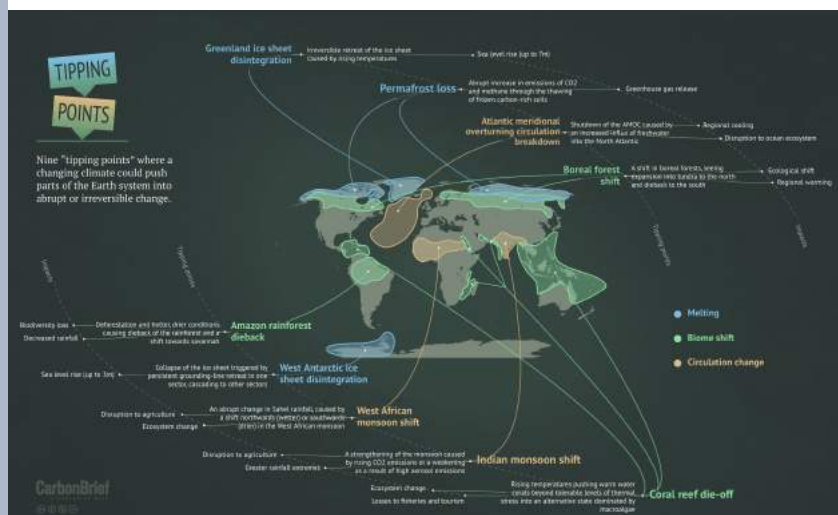 TIPPING
POINTS
Nine "tipping points" where a
changing climate could push
parts of the Earth system into
abrupt or irreversible change.
Greenland ice sheet
disintegration
Irreversible retreat of the ice sheet
caused by rising temperatures
Sea level rise (up to 7m)
Permafrost loss
Abrupt increase in emissions of CO2
and methane through the thawing
of frozen carbon-rich soils
Greenhouse gas release
Atlantic meridional
overturning circulation
breakdown
Shutdown of the AMOC caused by
an increased influx of freshwater
into the North Atlantic
Regional cooling
Disruption to ocean ecosystem
Boreal forest
shift
A shift in boreal forests, seeing
expansion into tundra to the north
and dieback to the south
Ecological shift
Regional warming
Tipping points
Impacts
Impacts
Tipping points
Melting
Biome shift
Circulation change
Biodiversity loss
Decreased rainfall
Deforestation and hotter, drier conditions
causing dieback of the rainforest and a
shift towards savannah
Amazon rainforest
dieback
Sea level rise (up to 3m)
Collapse of the ice sheet triggered by
persistent grounding-line retreat in one
sector, cascading to other sectors
West Antarctic ice
sheet disintegration
Disruption to agriculture
Ecosystem change
An abrupt change in Sahel rainfall, caused by
a shift northwards (wetter) or southwards
(drier) in the West African monsoon
West African
monsoon shift
Disruption to agriculture
Greater rainfall extremes
A strengthening of the monsoon caused
by rising CO2 emissions or a weakening
as a result of high aerosol emissions
Indian monsoon shift
Ecosystem change
Losses to fisheries and tourism
Rising temperatures pushing warm water
corals beyond tolerable levels of thermal
stress into an alternative state dominated by
macroalgae
Coral reef die-off
CarbonBrief